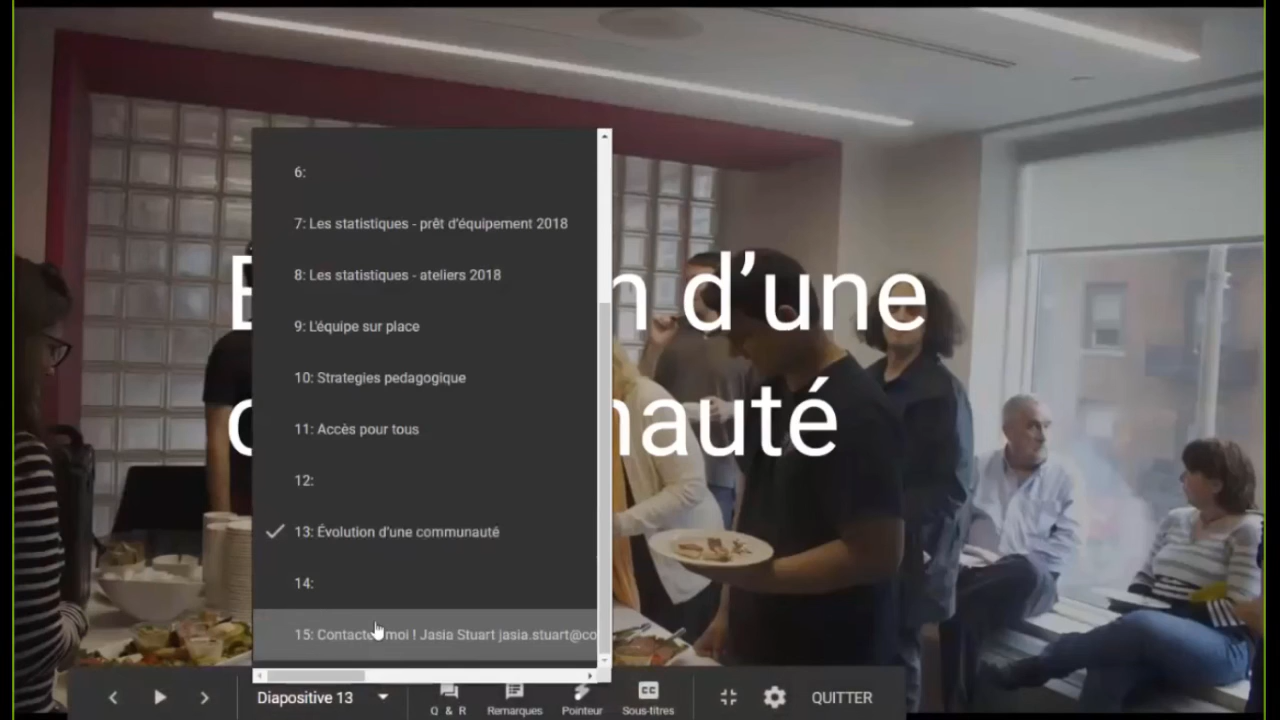 6:
7: Les statistiques - prêt d'équipement 2018
8: Les statistiques - ateliers 2018
9: L'équipe sur place
10: Strategies pedagogique
11: Accès pour tous
12:
13: Évolution d'une communauté
14:
15: moi ! Jasia Stuart jasia.stuart@co
d'une
nauté
Diapositive 13
Q & R
Remarques
Pointeur
CC
Sous-titres
QUITTER